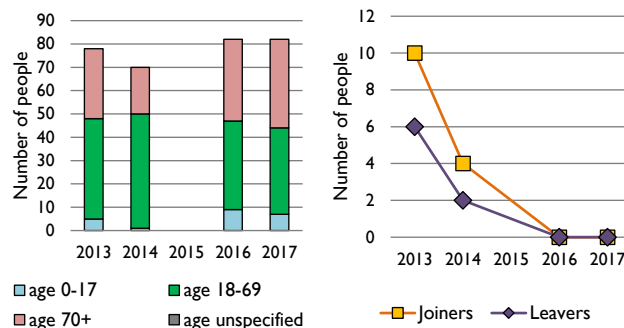 Number of people
90
80
70
60
50
40
30
20
10
0
2013 2014 2015 2016 2017
age 0-17 age 18-69
age 70+ age unspecified
Number of people
12
10
8
6
4
2
0
2013 2014 2015 2016 2017
Joiners Leavers